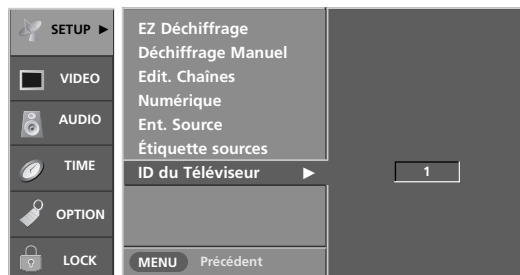 SETUP ►
VIDEO
AUDIO
TIME
OPTION
LOCK
EZ Déchiffrage
Déchiffrage Manuel
Edit. Chaînes
Numérique
Ent. Source
Étiquette sources
ID du Téléviseur ►
1
MENU Précédent